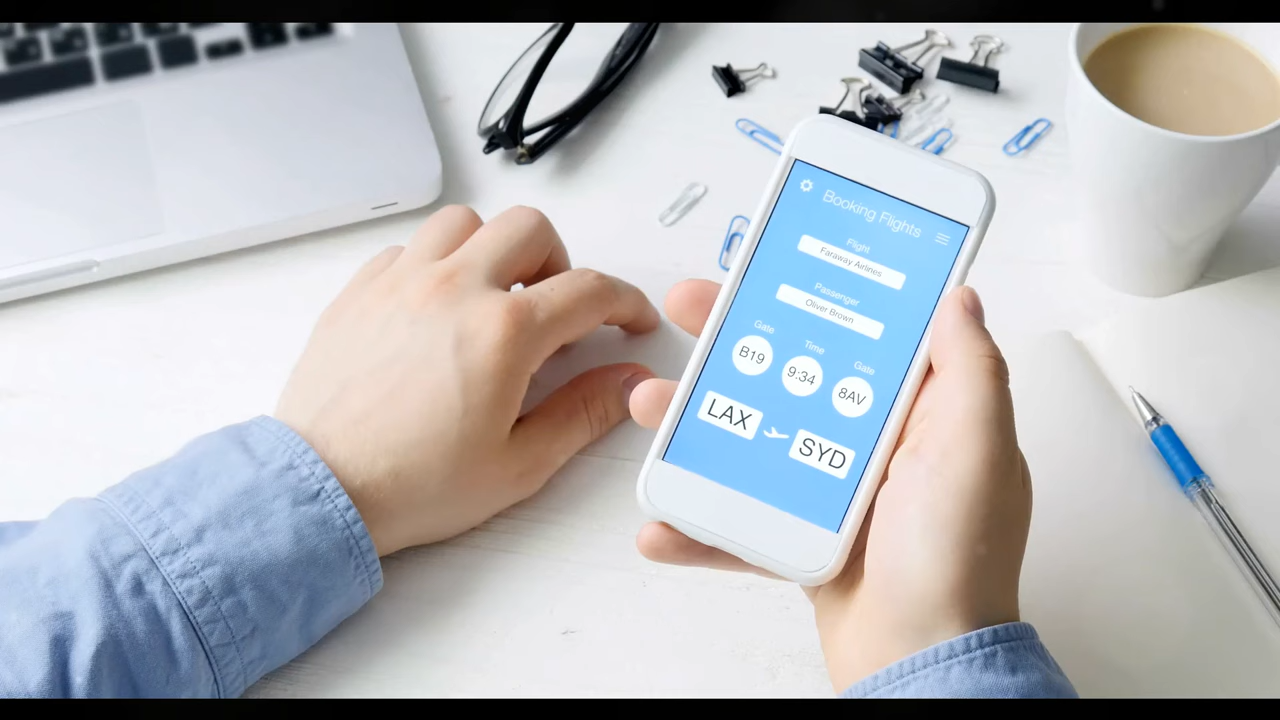 Booking Flights
Flight
Faraway Airlines
Passenger
Oliver Brown
Gate
Time
Gate
B19
9:34
8AV
LAX
SYD